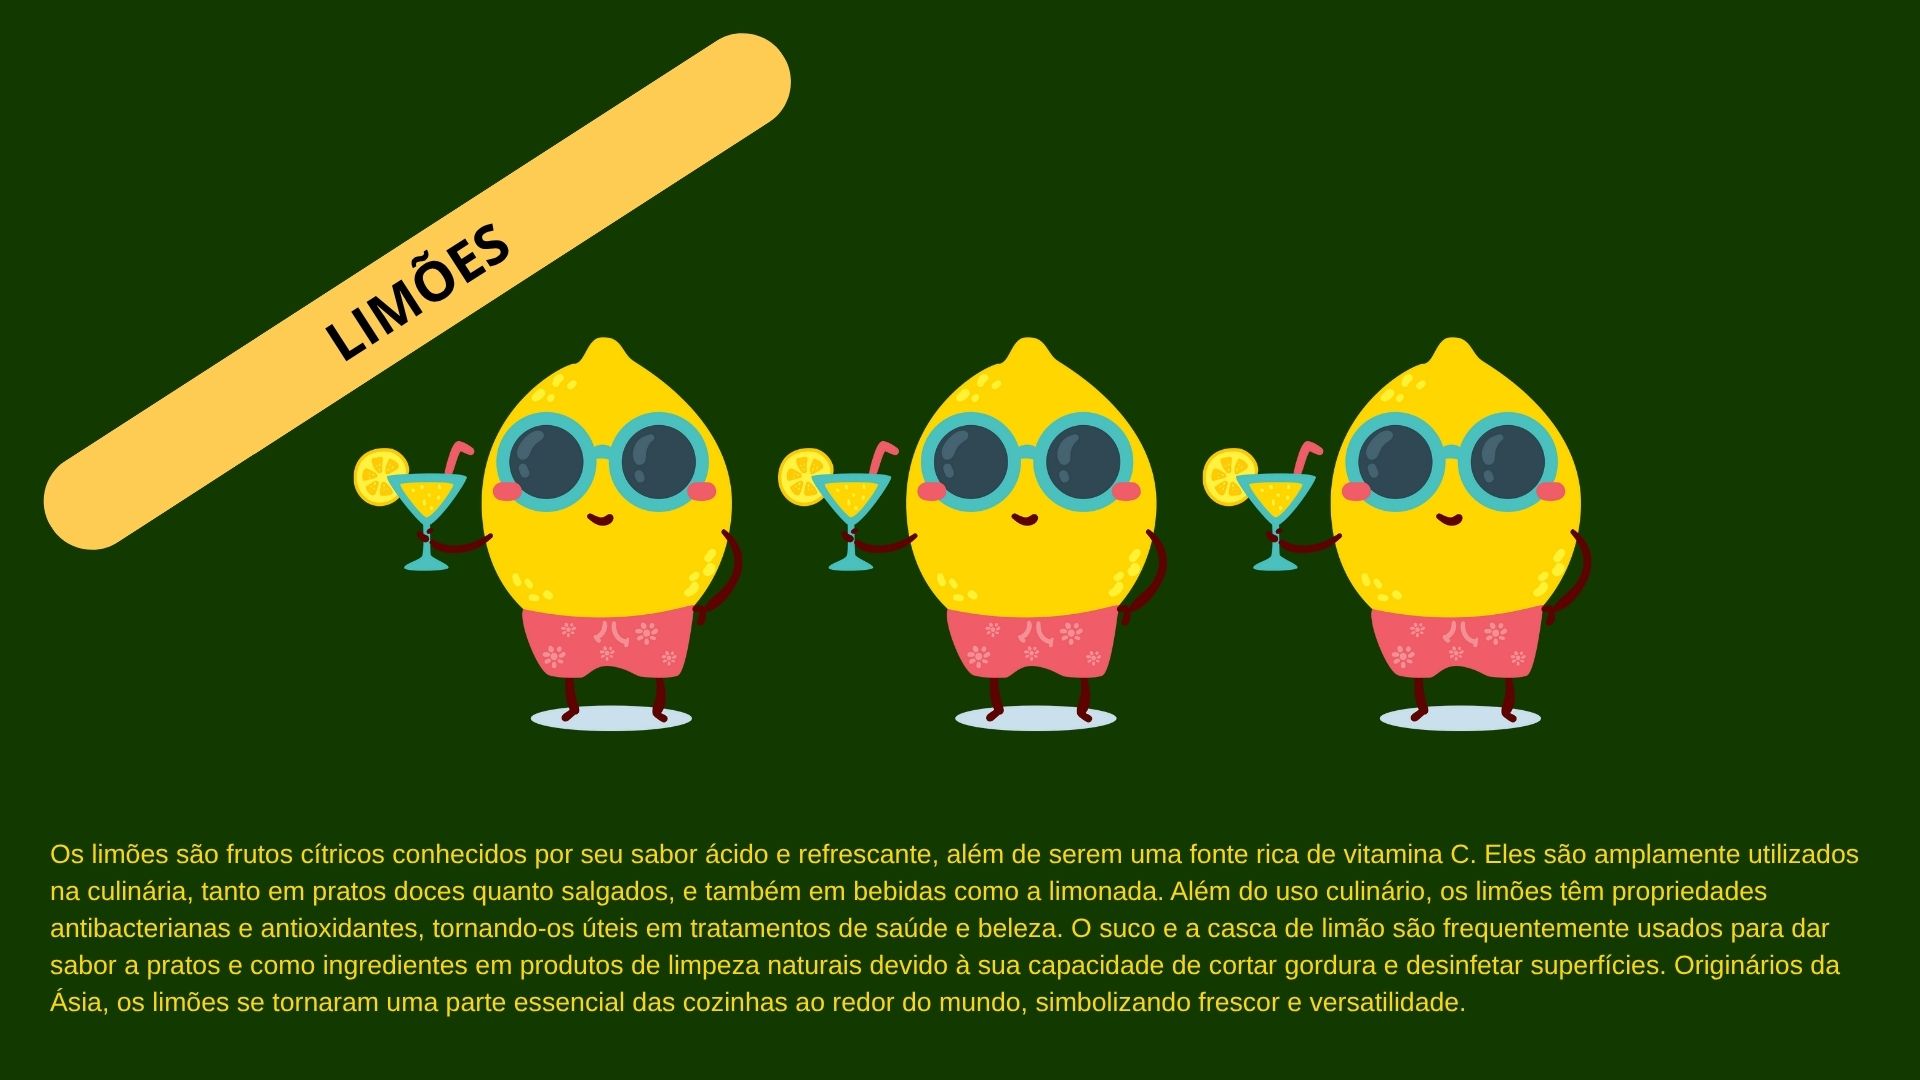 LIMÕES
Os limões são frutos cítricos conhecidos por seu sabor ácido e refrescante, além de serem uma fonte rica de vitamina C. Eles são amplamente utilizados
na culinária, tanto em pratos doces quanto salgados, e também em bebidas como a limonada. Além do uso culinário, os limões têm propriedades
antibacterianas e antioxidantes, tornando-os úteis em tratamentos de saúde e beleza. O suco e a casca de limão são frequentemente usados para dar
sabor a pratos e como ingredientes em produtos de limpeza naturais devido à sua capacidade de cortar gordura e desinfetar superfícies. Originários da
Ásia, os limões se tornaram uma parte essencial das cozinhas ao redor do mundo, simbolizando frescor e versatilidade.